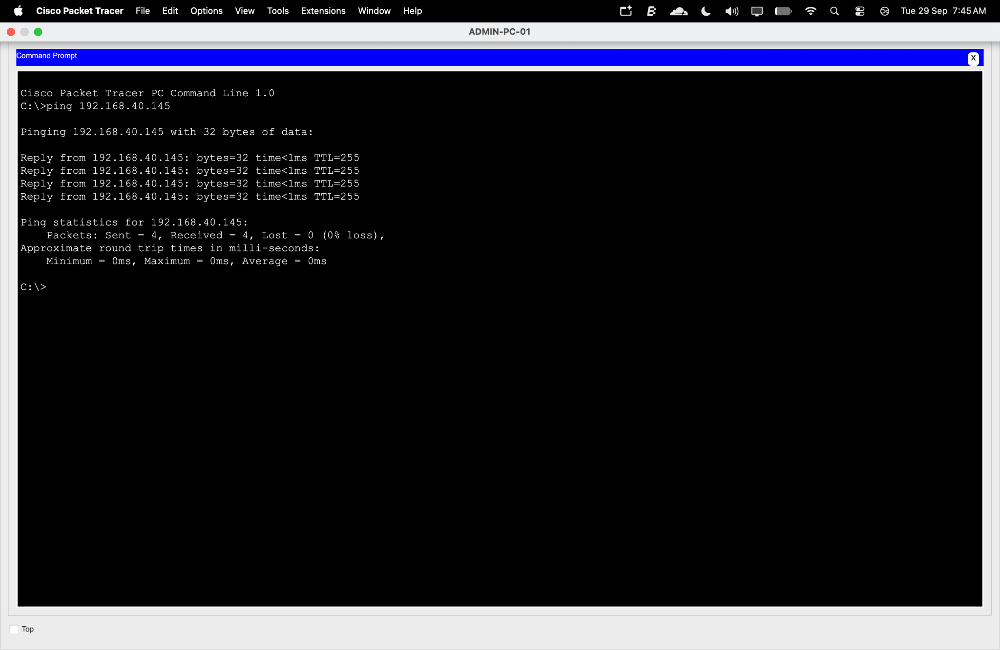 Cisco Packet Tracer File Edit Options View Tools Extensions Window Help Tue 29 Sep 7:45 AM
ADMIN-PC-01
Command Prompt X
Cisco Packet Tracer PC Command Line 1.0
C:\>ping 192.168.40.145
Pinging 192.168.40.145 with 32 bytes of data:
Reply from 192.168.40.145: bytes=32 time<1ms TTL=255
Reply from 192.168.40.145: bytes=32 time<1ms TTL=255
Reply from 192.168.40.145: bytes=32 time<1ms TTL=255
Reply from 192.168.40.145: bytes=32 time<1ms TTL=255
Ping statistics for 192.168.40.145:
    Packets: Sent = 4, Received = 4, Lost = 0 (0% loss),
Approximate round trip times in milli-seconds:
    Minimum = 0ms, Maximum = 0ms, Average = 0ms
C:\>
Top